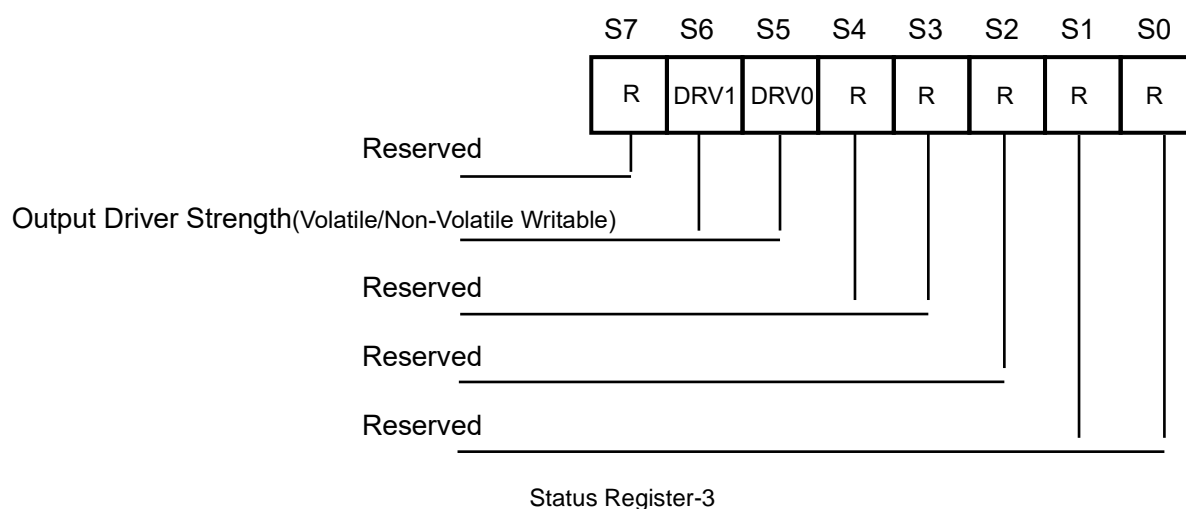 S7 S6 S5 S4 S3 S2 S1 S0
R DRV1 DRV0 R R R R R
Reserved
Output Driver Strength(Volatile/Non-Volatile Writable)
Reserved
Reserved
Reserved
Status Register-3